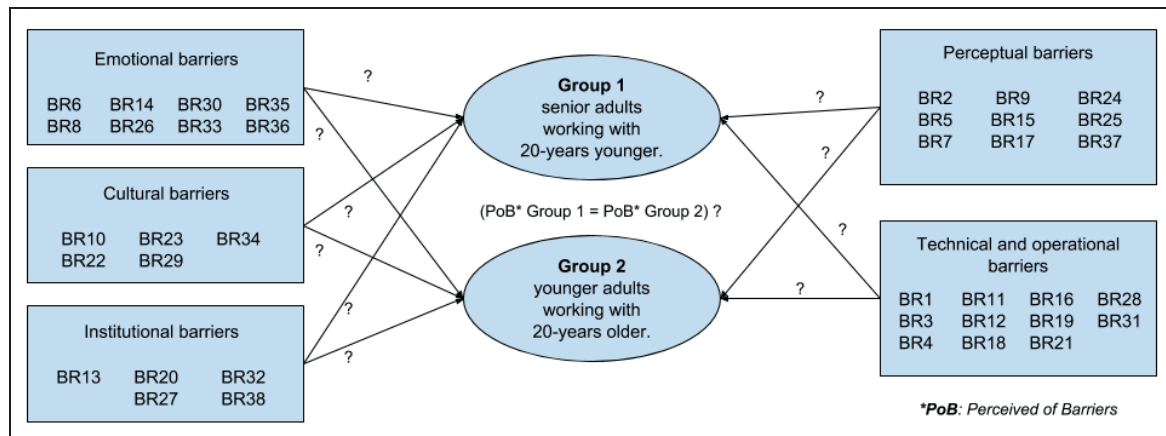 Emotional barriers
BR6 BR14 BR30 BR35
BR8 BR26 BR33 BR36
Cultural barriers
BR10 BR23 BR34
BR22 BR29
Institutional barriers
BR13 BR20 BR32
BR27 BR38
?
?
?
?
?
?
Group 1
senior adults
working with
20-years younger.
(PoB* Group 1 = PoB* Group 2) ?
Group 2
younger adults
working with
20-years older.
?
?
?
?
Perceptual barriers
BR2 BR9 BR24
BR5 BR15 BR25
BR7 BR17 BR37
Technical and operational
barriers
BR1 BR11 BR16 BR28
BR3 BR12 BR19 BR31
BR4 BR18 BR21
*PoB: Perceived of Barriers